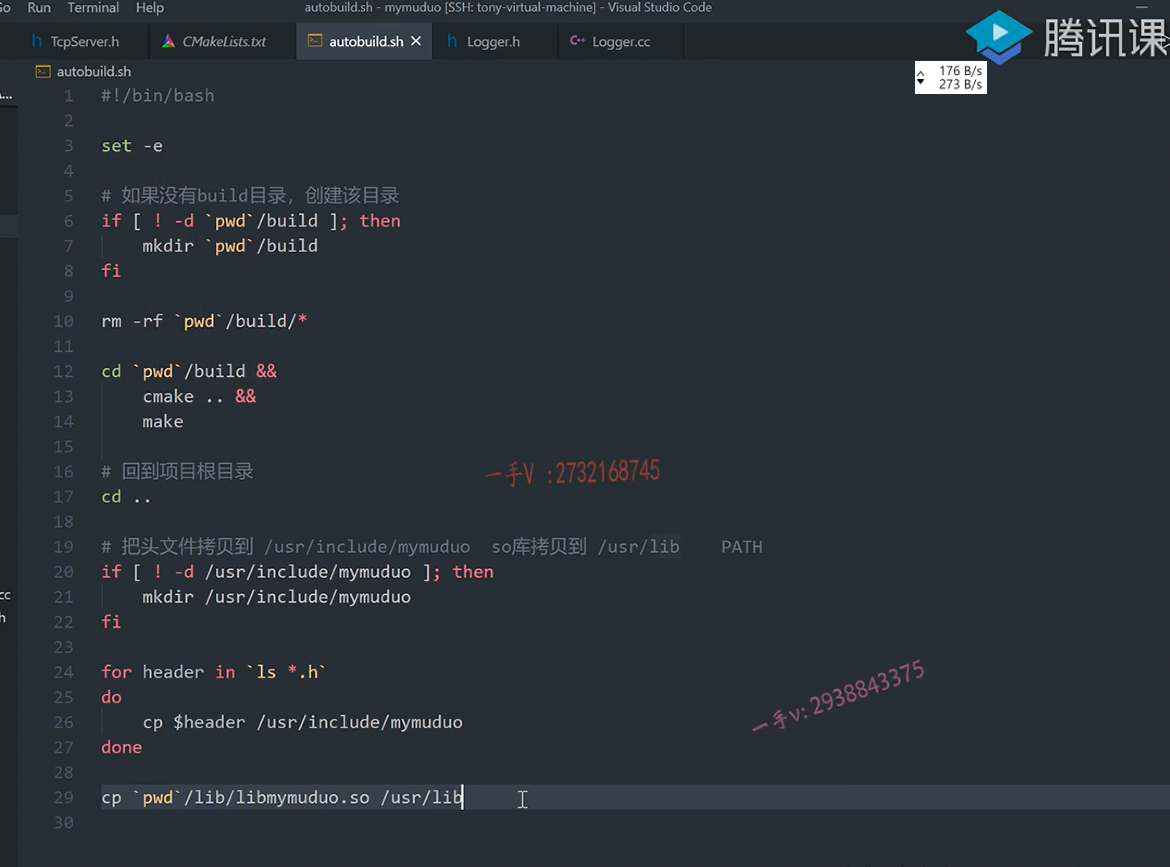 Go Run Terminal Help autobuild.sh - mymuduo [SSH: tony-virtual-machine] - Visual Studio Code
TcpServer.h CMakeLists.txt autobuild.sh Logger.h Logger.cc
腾讯课
176 B/s
273 B/s
autobuild.sh
1 #!/bin/bash
2
3 set -e
4
5 # 如果没有build目录，创建该目录
6 if [ ! -d `pwd`/build ]; then
7 mkdir `pwd`/build
8 fi
9
10 rm -rf `pwd`/build/*
11
12 cd `pwd`/build &&
13 cmake .. &&
14 make
15
16 # 回到项目根目录
17 cd ..
18
19 # 把头文件拷贝到 /usr/include/mymuduo so库拷贝到 /usr/lib PATH
20 if [ ! -d /usr/include/mymuduo ]; then
21 mkdir /usr/include/mymuduo
22 fi
23
24 for header in `ls *.h`
25 do
26 cp $header /usr/include/mymuduo
27 done
28
29 cp `pwd`/lib/libmymuduo.so /usr/lib
30
一手V :2732168745
一手v:2938843375
cc
h